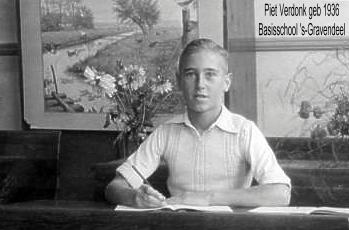 Piet Verdonk geb 1936
Basisschool 's-Gravendeel